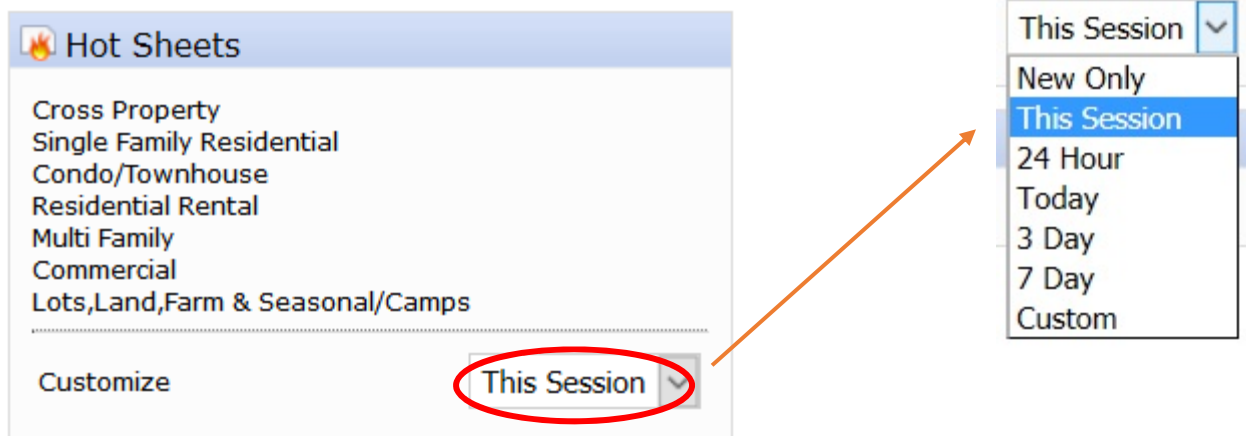 Hot Sheets
Cross Property
Single Family Residential
Condo/Townhouse
Residential Rental
Multi Family
Commercial
Lots,Land,Farm & Seasonal/Camps
Customize
This Session
This Session
New Only
This Session
24 Hour
Today
3 Day
7 Day
Custom